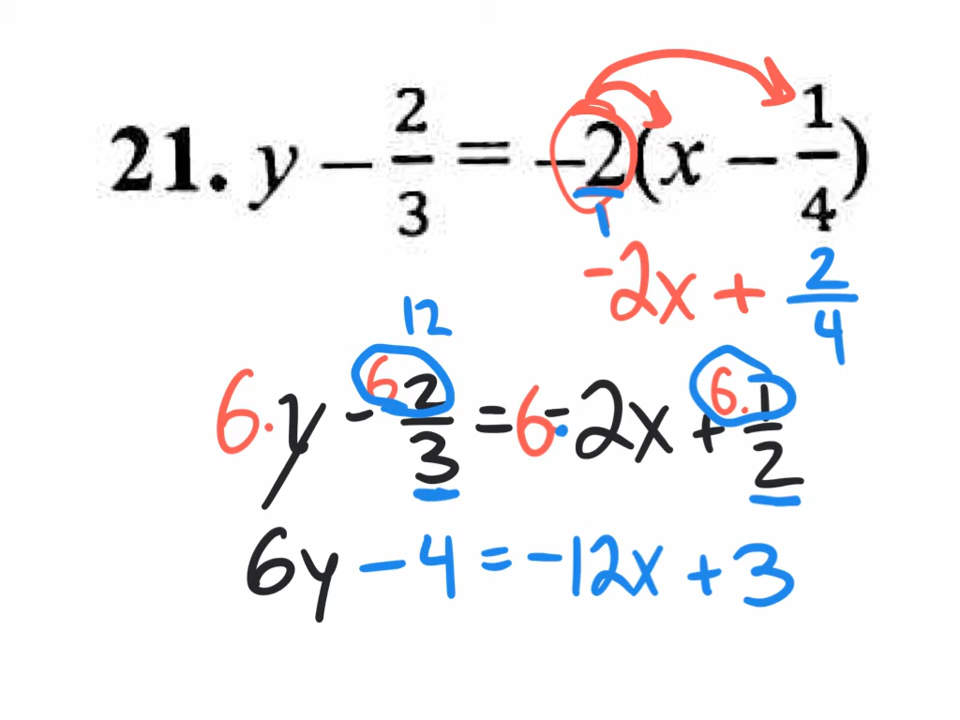 21. y − 2/3 = −2(x − 1/4)
1
-2x + 2/4
12
6·y - 6·2/3 = 6·-2x + 6·1/2
6y - 4 = -12x + 3